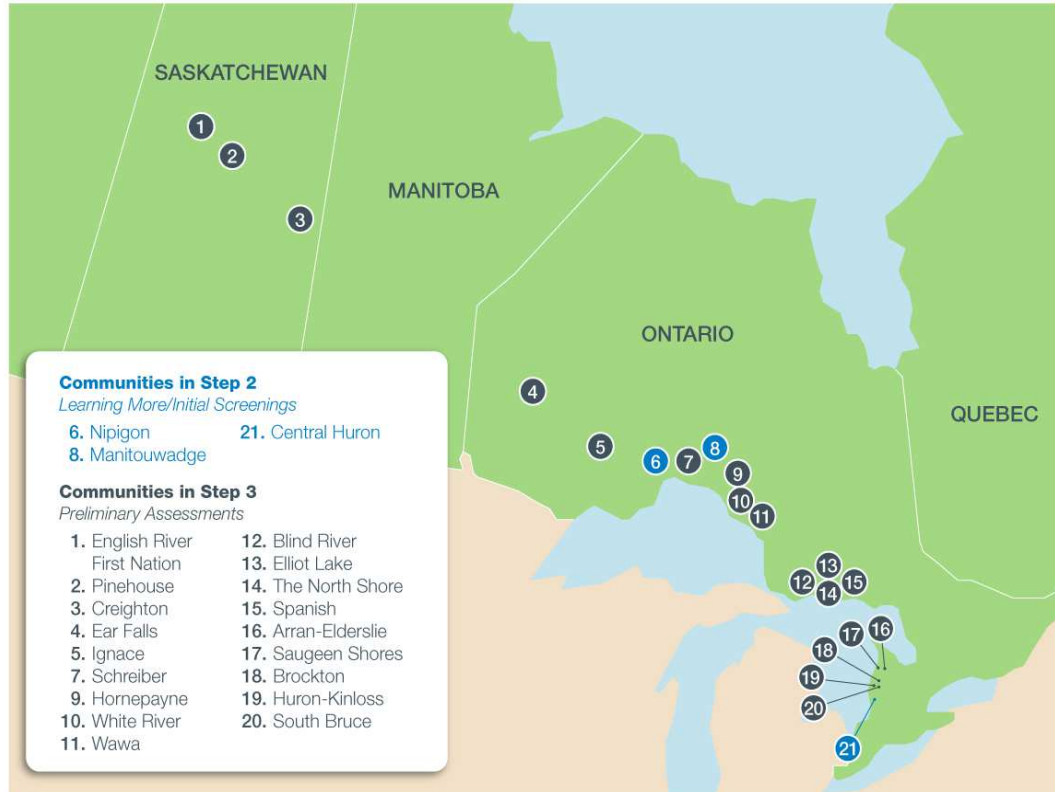 SASKATCHEWAN
1
2
MANITOBA
3
ONTARIO
4
QUEBEC
5
6
7
8
9
10
11
12
13
14
15
16
17
18
19
20
21
Communities in Step 2
Learning More/Initial Screenings
6. Nipigon
8. Manitouwadge
21. Central Huron
Communities in Step 3
Preliminary Assessments
1. English River
First Nation
2. Pinehouse
3. Creighton
4. Ear Falls
5. Ignace
7. Schreiber
9. Hornepayne
10. White River
11. Wawa
12. Blind River
13. Elliot Lake
14. The North Shore
15. Spanish
16. Arran-Elderslie
17. Saugeen Shores
18. Brockton
19. Huron-Kinloss
20. South Bruce